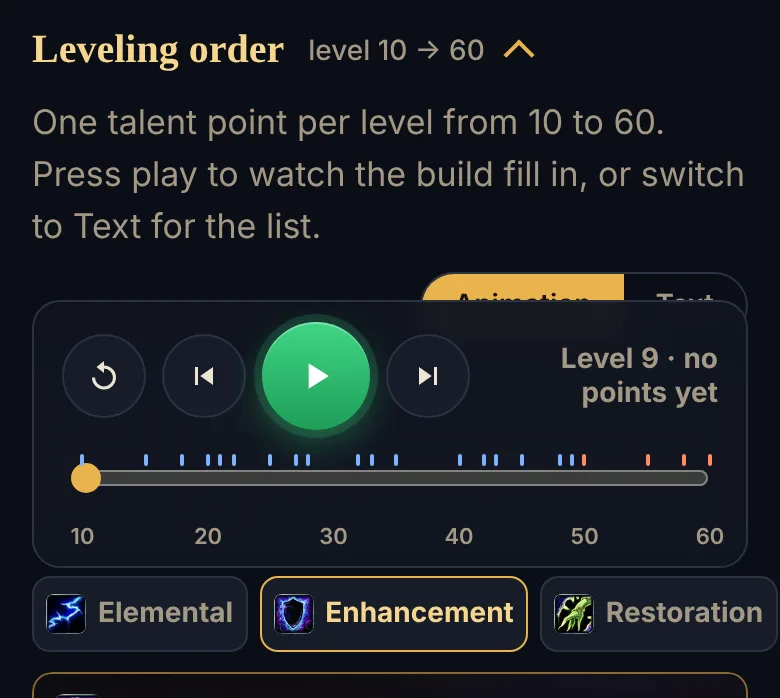 Leveling order level 10 → 60
One talent point per level from 10 to 60.
Press play to watch the build fill in, or switch
to Text for the list.
Animation Text
Level 9 · no
points yet
10 20 30 40 50 60
Elemental Enhancement Restoration